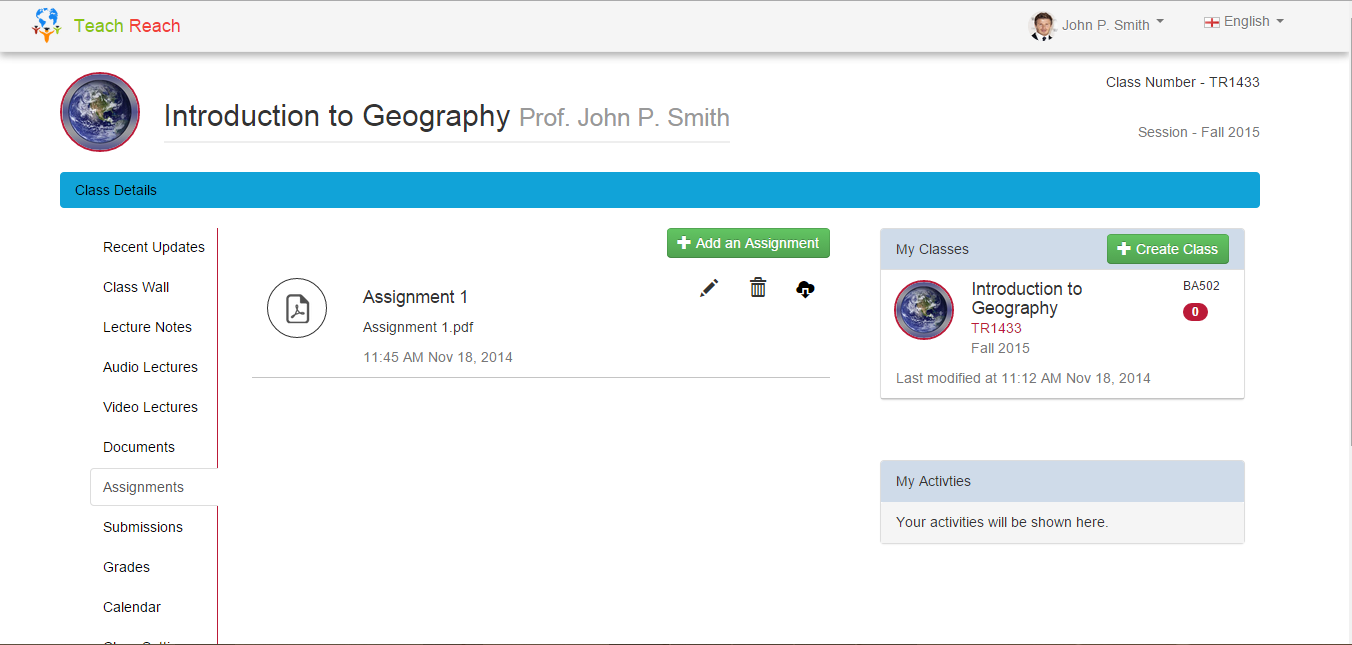 Teach Reach
John P. Smith
English
Introduction to Geography Prof. John P. Smith
Class Number - TR1433
Session - Fall 2015
Class Details
Recent Updates
Class Wall
Lecture Notes
Audio Lectures
Video Lectures
Documents
Assignments
Submissions
Grades
Calendar
Add an Assignment
Assignment 1
Assignment 1.pdf
11:45 AM Nov 18, 2014
My Classes
Create Class
Introduction to
Geography
TR1433
Fall 2015
BA502
0
Last modified at 11:12 AM Nov 18, 2014
My Activties
Your activities will be shown here.